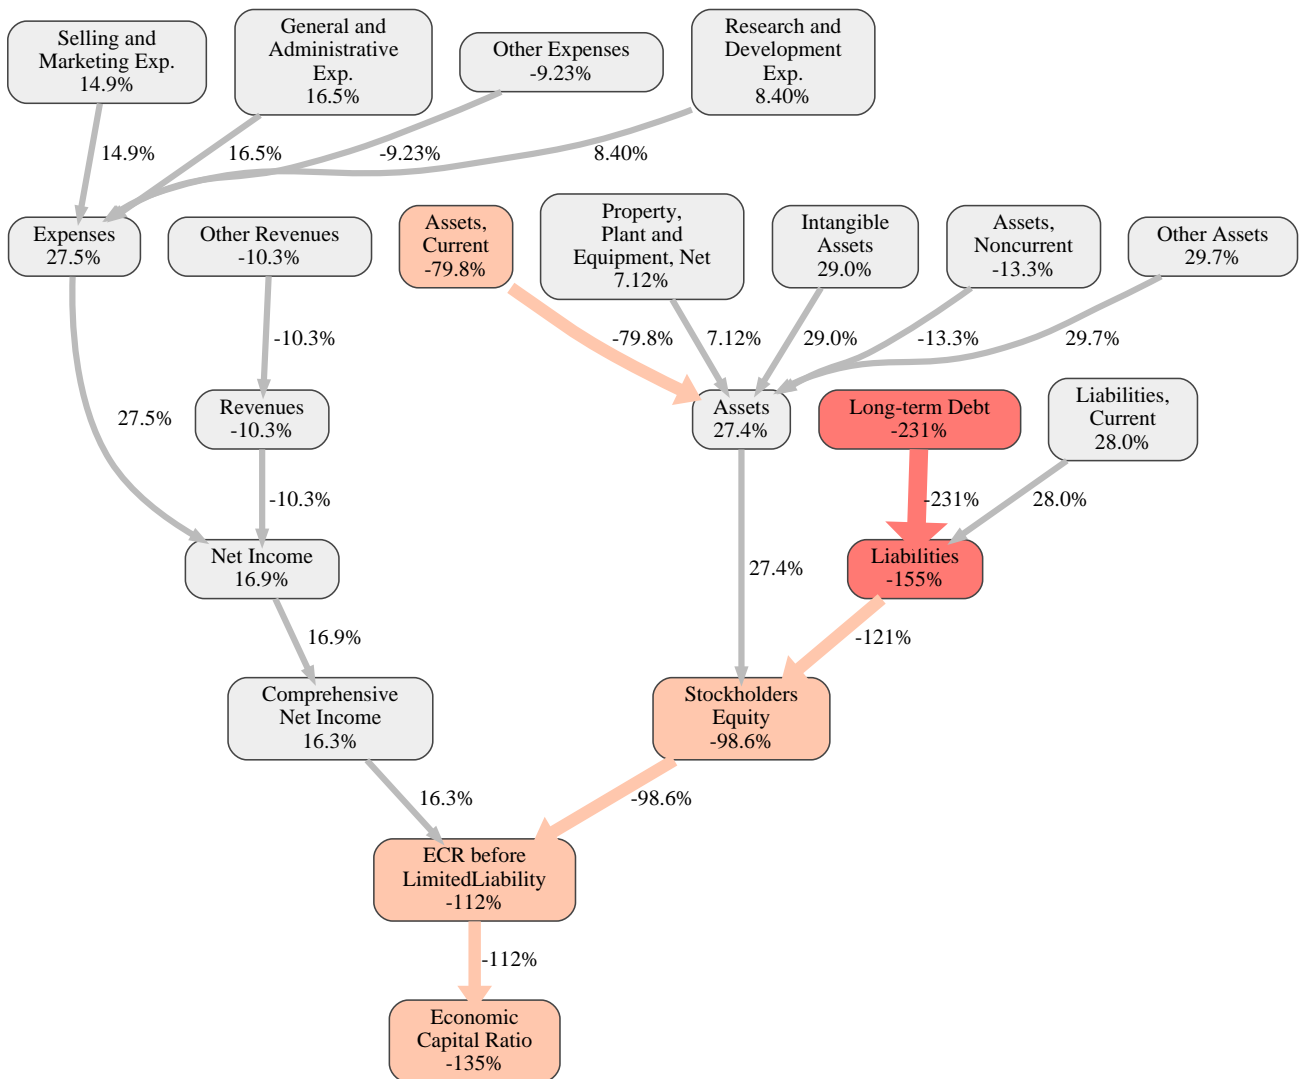 Selling and
Marketing Exp.
14.9%
General and
Administrative
Exp.
16.5%
Other Expenses
-9.23%
Research and
Development
Exp.
8.40%
14.9%
16.5%
-9.23%
8.40%
Expenses
27.5%
Other Revenues
-10.3%
Assets,
Current
-79.8%
Property,
Plant and
Equipment, Net
7.12%
Intangible
Assets
29.0%
Assets,
Noncurrent
-13.3%
Other Assets
29.7%
-10.3%
-79.8%
7.12%
29.0%
-13.3%
29.7%
27.5%
Revenues
-10.3%
Assets
27.4%
Long-term Debt
-231%
Liabilities,
Current
28.0%
-10.3%
-231%
28.0%
Net Income
16.9%
27.4%
Liabilities
-155%
16.9%
-121%
Comprehensive
Net Income
16.3%
Stockholders
Equity
-98.6%
16.3%
-98.6%
ECR before
LimitedLiability
-112%
-112%
Economic
Capital Ratio
-135%